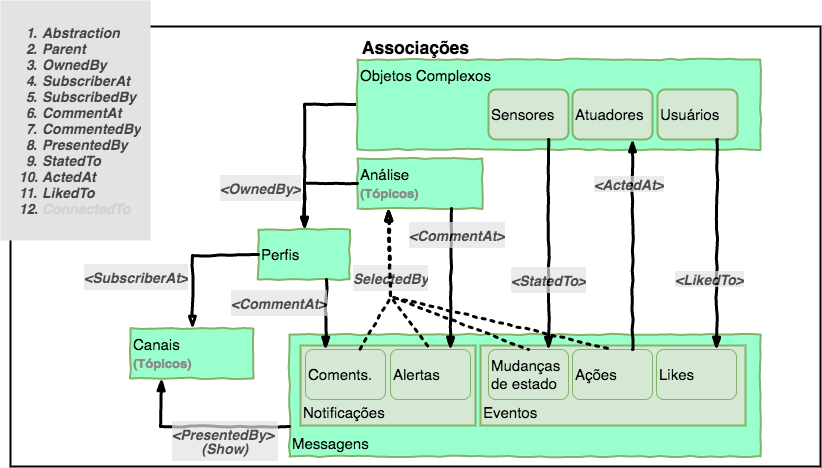 1. Abstraction
2. Parent
3. OwnedBy
4. SubscriberAt
5. SubscribedBy
6. CommentAt
7. CommentedBy
8. PresentedBy
9. StatedTo
10. ActedAt
11. LikedTo
12. ConnectedTo
Associações
Objetos Complexos
Sensores
Atuadores
Usuários
Análise
(Tópicos)
<OwnedBy>
<ActedAt>
<CommentAt>
Perfis
<SubscriberAt>
SelectedBy
<StatedTo>
<LikedTo>
<CommentAt>
Canais
(Tópicos)
Coments.
Alertas
Mudanças
de estado
Ações
Likes
Notificações
Eventos
<PresentedBy>
(Show)
Messagens